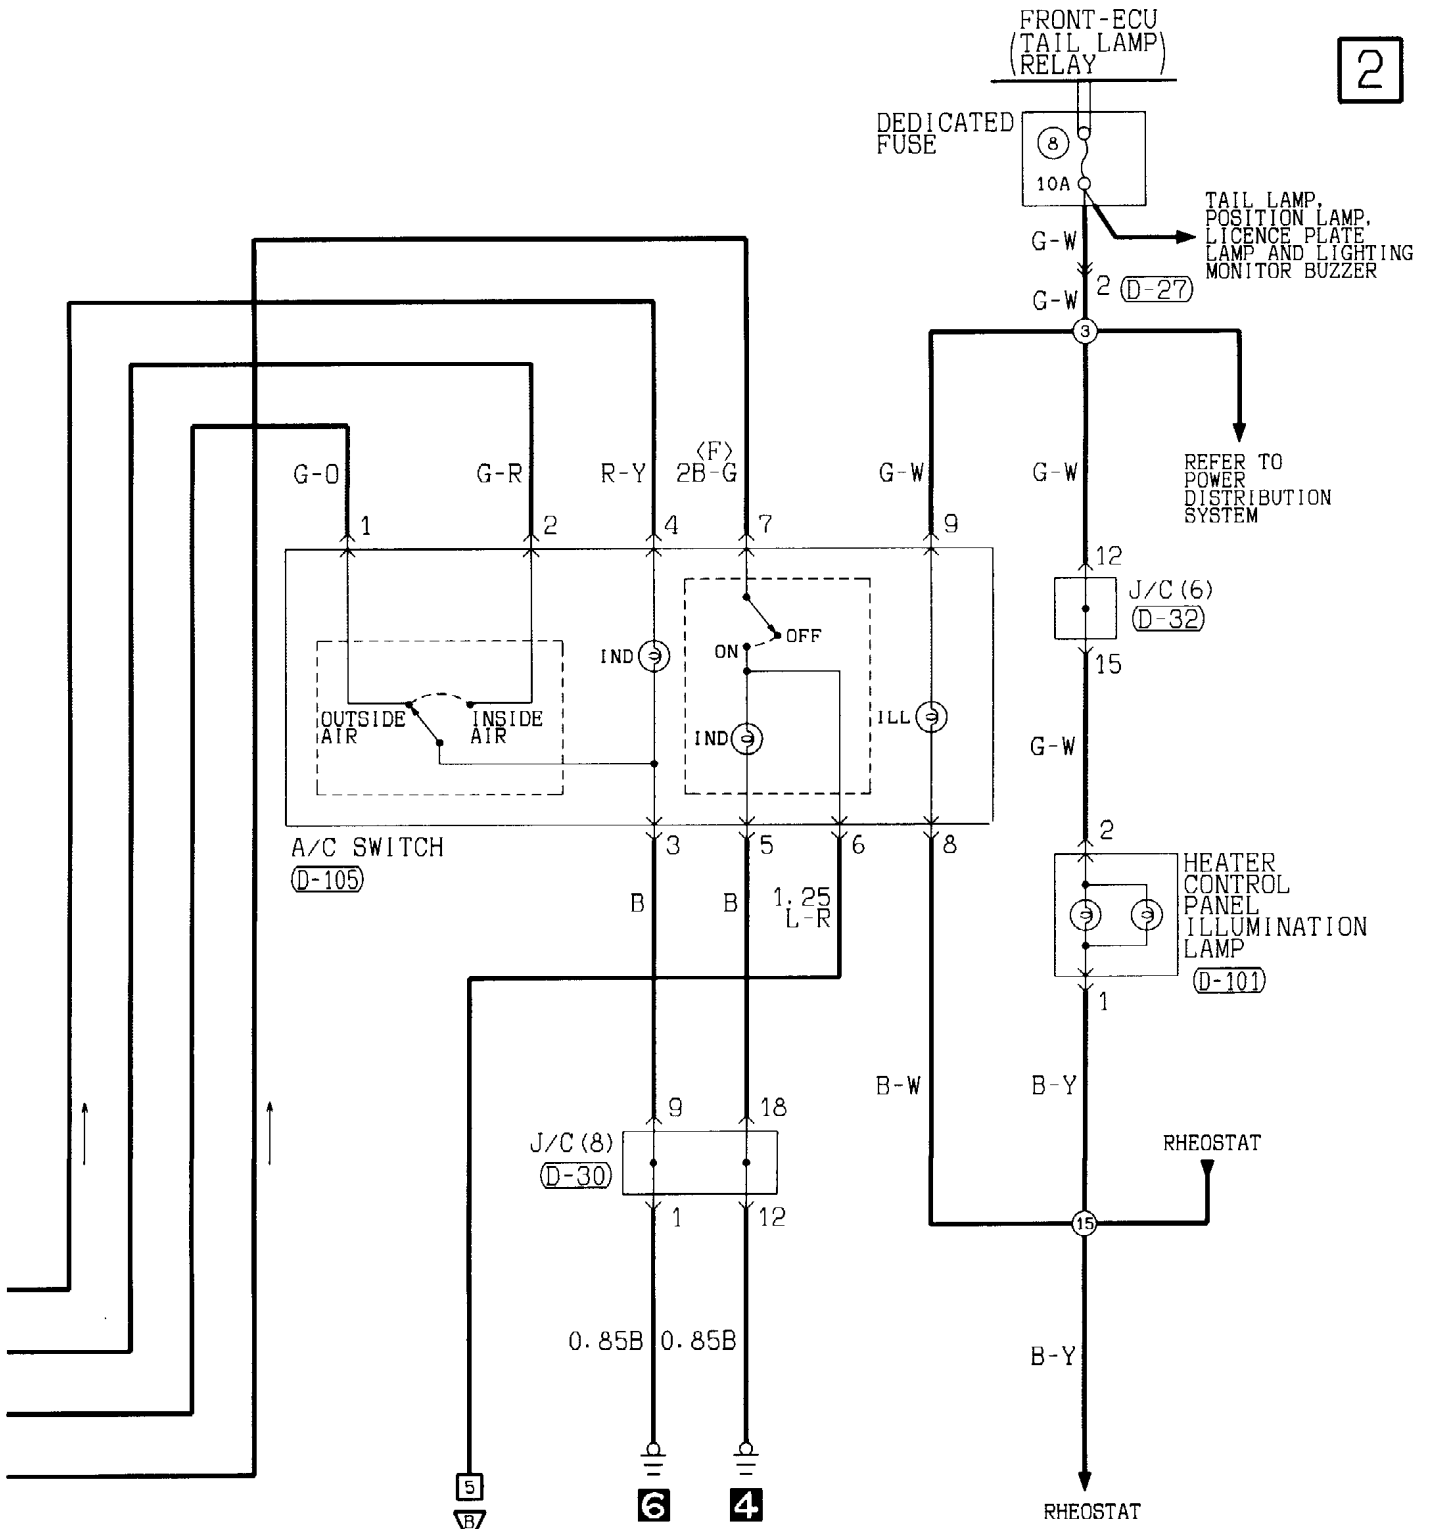 FRONT-ECU
(TAIL LAMP
RELAY )
2
DEDICATED
FUSE
8
10A
TAIL LAMP,
POSITION LAMP,
LICENCE PLATE
LAMP AND LIGHTING
MONITOR BUZZER
G-W
2 D-27
G-W
3
G-O
G-R
R-Y
<F>
2B-G
G-W
G-W
REFER TO
POWER
DISTRIBUTION
SYSTEM
1
2
4
7
9
12
J/C(6)
D-32
15
OFF
ON
IND
OUTSIDE
AIR
INSIDE
AIR
IND
ILL
G-W
A/C SWITCH
D-105
3
5
6
8
2
HEATER
CONTROL
PANEL
ILLUMINATION
LAMP
D-101
1
B
B
1.25
L-R
B-W
B-Y
9
18
J/C(8)
D-30
1
12
RHEOSTAT
15
0.85B
0.85B
B-Y
5
B
6
4
RHEOSTAT